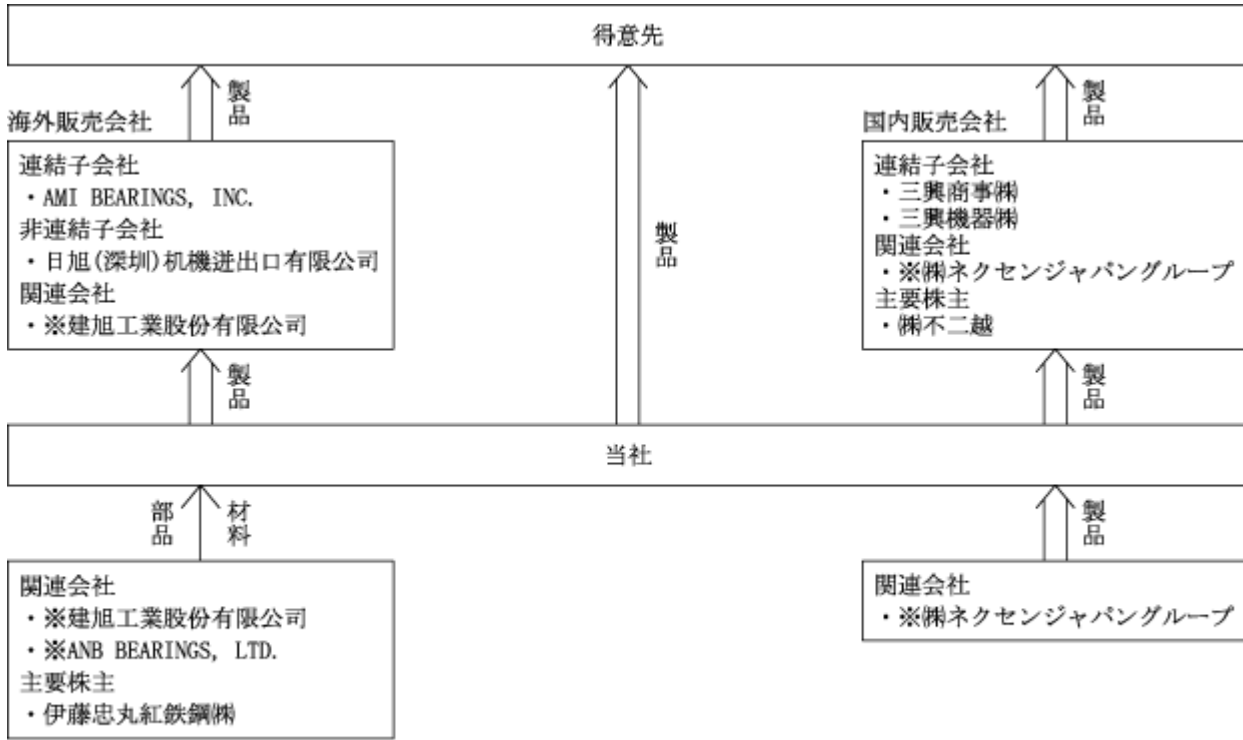 得意先
製品
製品
製品
海外販売会社
連結子会社
・AMI BEARINGS, INC.
非連結子会社
・日旭(深圳)机機迸出口有限公司
関連会社
・※建旭工業股份有限公司
国内販売会社
連結子会社
・三興商事㈱
・三興機器㈱
関連会社
・※㈱ネクセンジャパングループ
主要株主
・㈱不二越
製品
製品
当社
部品
材料
製品
関連会社
・※建旭工業股份有限公司
・※ANB BEARINGS, LTD.
主要株主
・伊藤忠丸紅鉄鋼㈱
関連会社
・※㈱ネクセンジャパングループ